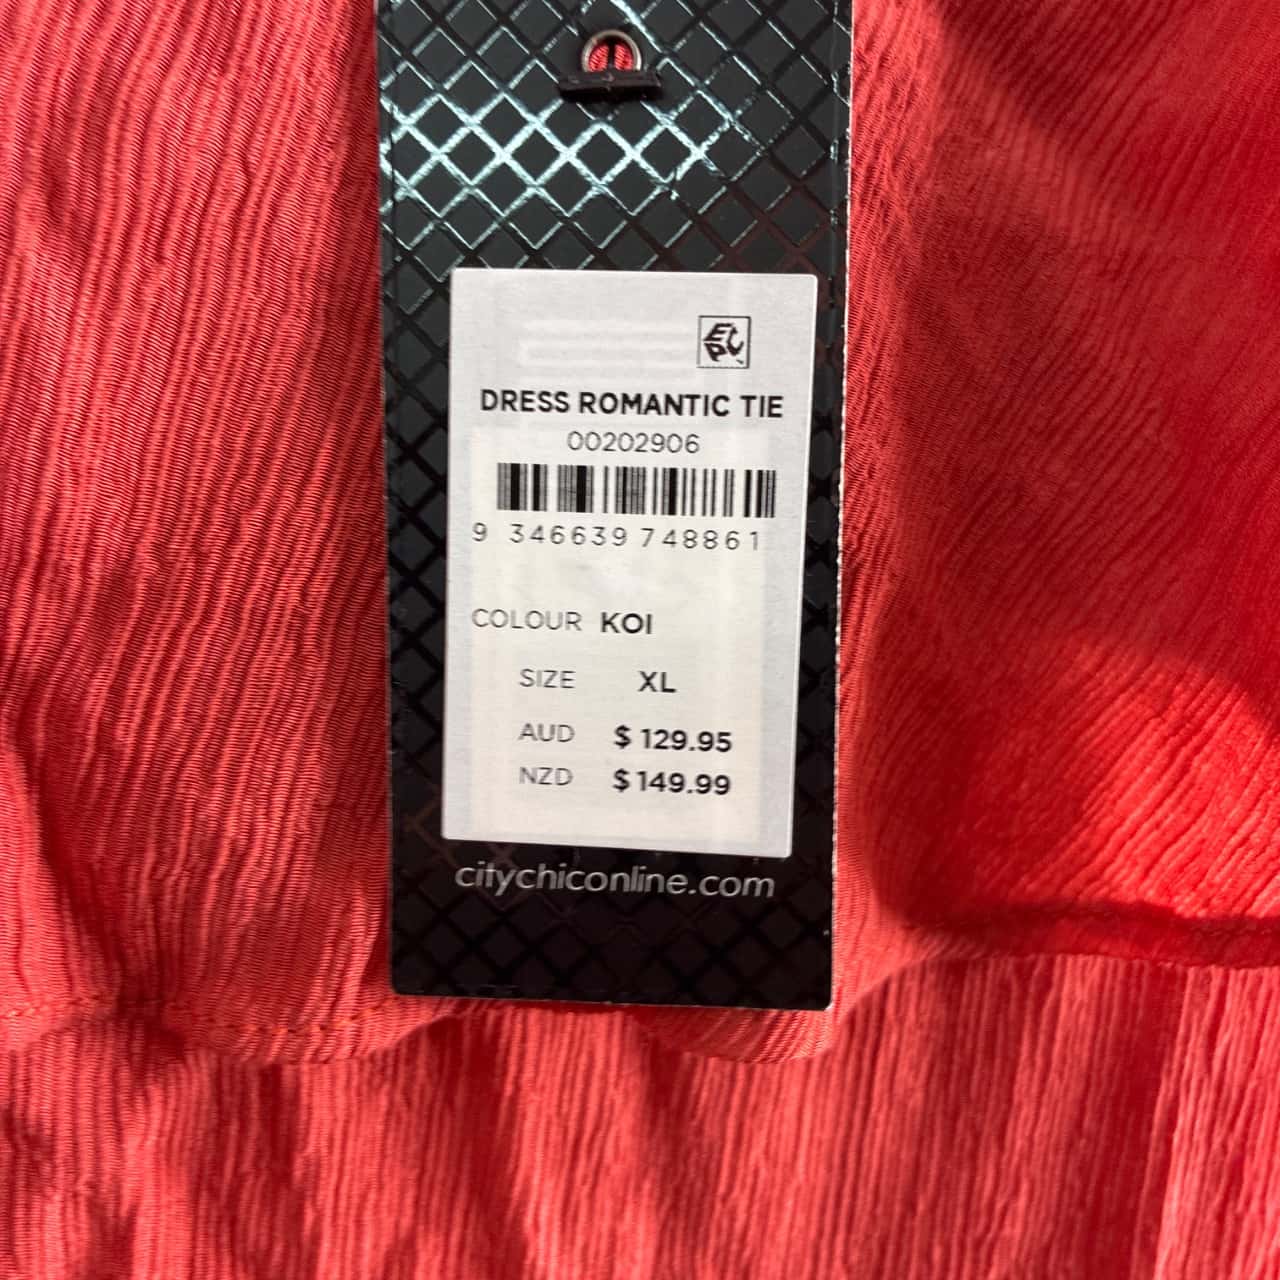 EPC
DRESS ROMANTIC TIE
00202906
9 346639 748861
COLOUR KOI
SIZE XL
AUD $ 129.95
NZD $ 149.99
citychiconline.com